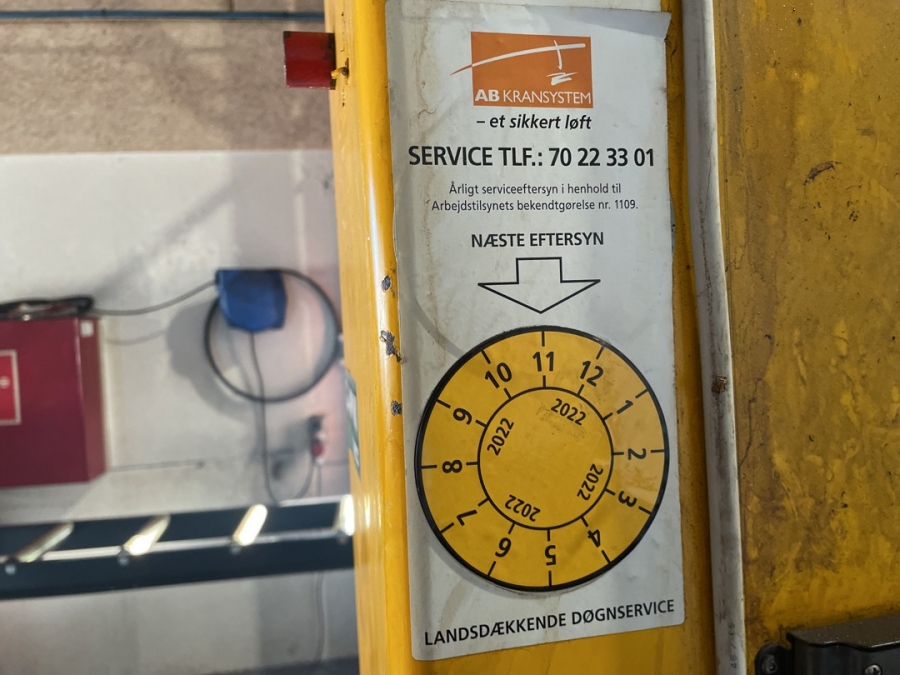 AB KRANSYSTEM
– et sikkert løft
SERVICE TLF.: 70 22 33 01
Årligt serviceeftersyn i henhold til
Arbejdstilsynets bekendtgørelse nr. 1109.
NÆSTE EFTERSYN
11
12
1
2
3
4
5
6
7
8
9
10
2022
2022
2022
2022
LANDSDÆKKENDE DØGNSERVICE